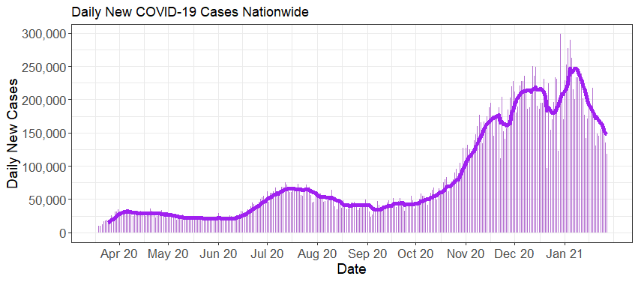 Daily New COVID-19 Cases Nationwide
300,000
250,000
200,000
150,000
100,000
50,000
0
Daily New Cases
Apr 20 May 20 Jun 20 Jul 20 Aug 20 Sep 20 Oct 20 Nov 20 Dec 20 Jan 21
Date